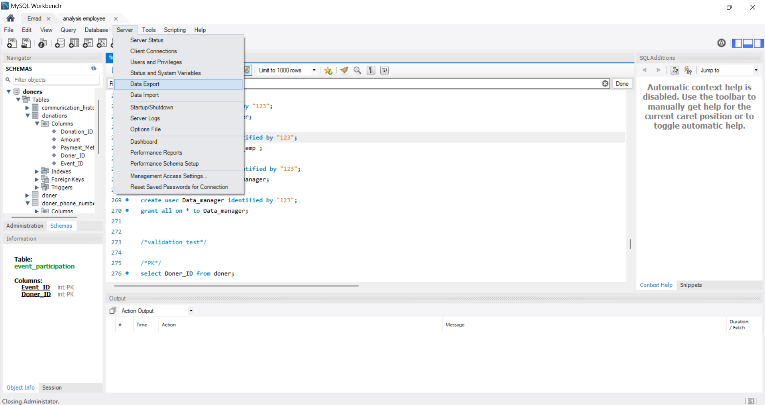 MySQL Workbench
Emad
analysis employee
File Edit View Query Database Server Tools Scripting Help
Server Status
Client Connections
Users and Privileges
Status and System Variables
Data Export
Data Import
Startup/Shutdown
Server Logs
Options File
Dashboard
Performance Reports
Performance Schema Setup
Management Access Settings...
Reset Saved Passwords for Connection
Navigator
SCHEMAS
Filter objects
doners
Tables
communication_histo
donations
Columns
Donation_ID
Amount
Payment_Met
Doner_ID
Event_ID
Indexes
Foreign Keys
Triggers
doner
doner_phone_numbe
Columns
Administration Schemas
Information
Table:
event_participation
Columns:
Event_ID int PK
Doner_ID int PK
Object Info Session
Closing Administator.
Limit to 1000 rows
Done
by "123";
r;
tified by "123";
emp ;
tified by "123";
anager;
269 create user Data_manager identified by "123";
270 grant all on * to Data_manager;
271
272
273 /*validation test*/
274
275 /*PK*/
276 select Doner_ID from doner;
Output
Action Output
# Time Action Message Duration / Fetch
SQLAdditions
Jump to
Automatic context help is
disabled. Use the toolbar to
manually get help for the
current caret position or to
toggle automatic help.
Context Help Snippets